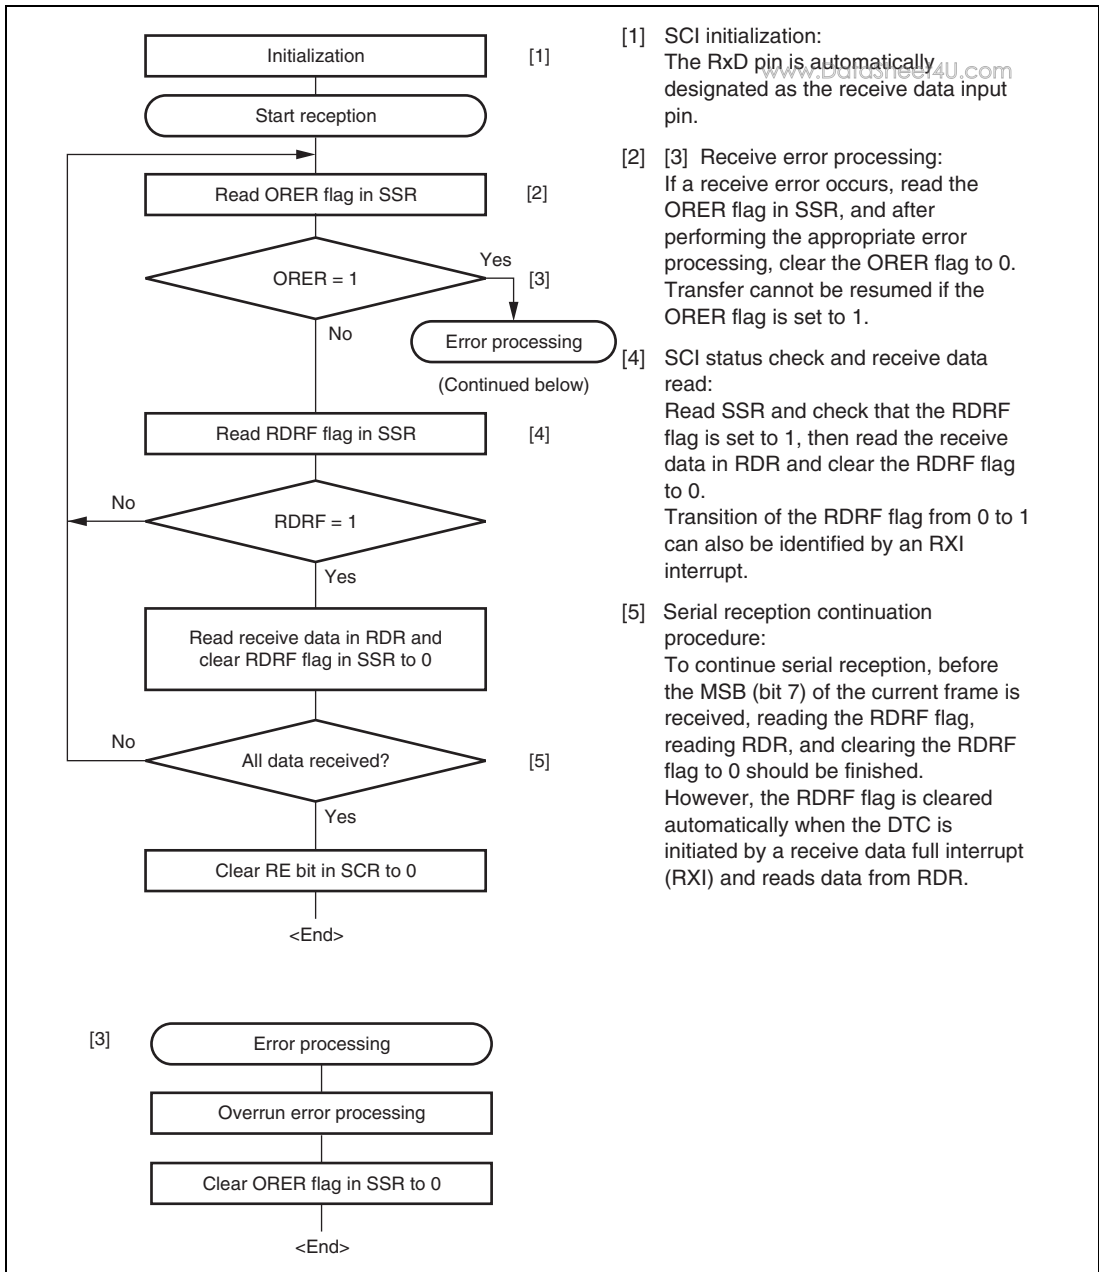 Initialization
[1]
Start reception
Read ORER flag in SSR
[2]
ORER = 1
Yes
[3]
No
Error processing
(Continued below)
Read RDRF flag in SSR
[4]
No
RDRF = 1
Yes
Read receive data in RDR and
clear RDRF flag in SSR to 0
No
All data received?
[5]
Yes
Clear RE bit in SCR to 0
<End>
[1] SCI initialization:
The RxD pin is automatically
www.DataSheet4U.com
designated as the receive data input
pin.
[2] [3] Receive error processing:
If a receive error occurs, read the
ORER flag in SSR, and after
performing the appropriate error
processing, clear the ORER flag to 0.
Transfer cannot be resumed if the
ORER flag is set to 1.
[4] SCI status check and receive data
read:
Read SSR and check that the RDRF
flag is set to 1, then read the receive
data in RDR and clear the RDRF flag
to 0.
Transition of the RDRF flag from 0 to 1
can also be identified by an RXI
interrupt.
[5] Serial reception continuation
procedure:
To continue serial reception, before
the MSB (bit 7) of the current frame is
received, reading the RDRF flag,
reading RDR, and clearing the RDRF
flag to 0 should be finished.
However, the RDRF flag is cleared
automatically when the DTC is
initiated by a receive data full interrupt
(RXI) and reads data from RDR.
[3]
Error processing
Overrun error processing
Clear ORER flag in SSR to 0
<End>